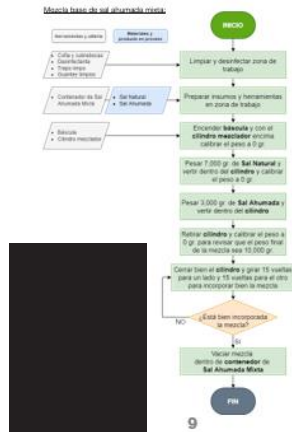 Mezcla base de sal ahumada mixta:
Herramientas y utillería
Materiales y
producto en proceso
Cofia y cubrebocas
Desinfectante
Trapo limpio
Guantes limpios
Contenedor de Sal
Ahumada Mixta
Sal Natural
Sal Ahumada
Báscula
Cilindro mezclador
INICIO
Limpiar y desinfectar zona de
trabajo
Preparar insumos y herramientas
en zona de trabajo
Encender báscula y con el
cilindro mezclador encima
calibrar el peso a 0 gr.
Pesar 7,000 gr. de Sal Natural y
vertir dentro del cilindro y calibrar
el peso a 0 gr.
Pesar 3,000 gr. de Sal Ahumada y
vertir dentro del cilindro
Retirar cilindro y calibrar el peso a
0 gr. para revisar que el peso final
de la mezcla sea 10,000 gr.
Cerrar bien el cilindro y girar 15 vueltas
para un lado y 15 vueltas para el otro
para incorporar bien la mezcla.
¿Está bien incorporada
la mezcla?
NO
SI
Vaciar mezcla
dentro de contenedor de
Sal Ahumada Mixta
FIN
9